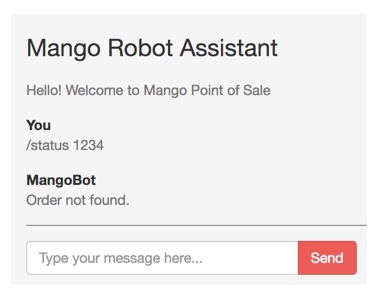 Mango Robot Assistant
Hello! Welcome to Mango Point of Sale
You
/status 1234
MangoBot
Order not found.
Type your message here...
Send